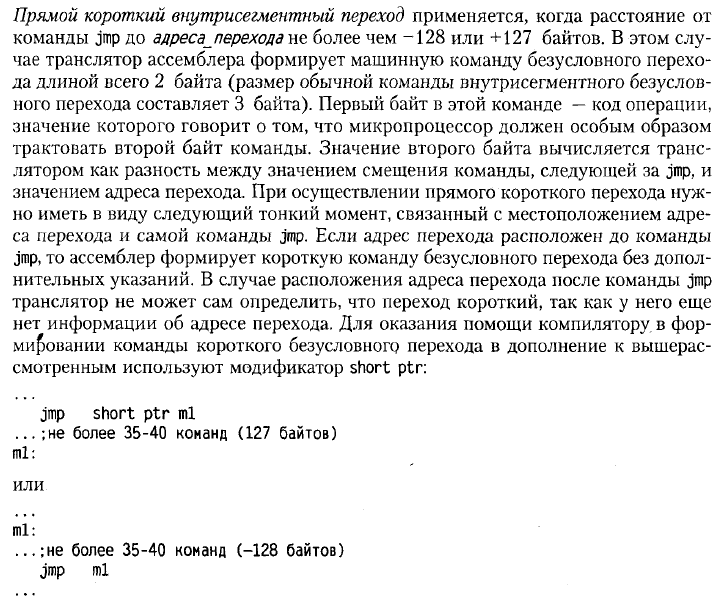 Прямой короткий внутрисегментный переход применяется, когда расстояние от
команды jmp до адреса_перехода не более чем −128 или +127 байтов. В этом слу-
чае транслятор ассемблера формирует машинную команду безусловного перехо-
да длиной всего 2 байта (размер обычной команды внутрисегментного безуслов-
ного перехода составляет 3 байта). Первый байт в этой команде — код операции,
значение которого говорит о том, что микропроцессор должен особым образом
трактовать второй байт команды. Значение второго байта вычисляется транс-
лятором как разность между значением смещения команды, следующей за jmp, и
значением адреса перехода. При осуществлении прямого короткого перехода нуж-
но иметь в виду следующий тонкий момент, связанный с местоположением адре-
са перехода и самой команды jmp. Если адрес перехода расположен до команды
jmp, то ассемблер формирует короткую команду безусловного перехода без допол-
нительных указаний. В случае расположения адреса перехода после команды jmp
транслятор не может сам определить, что переход короткий, так как у него еще
нет информации об адресе перехода. Для оказания помощи компилятору в фор-
мировании команды короткого безусловного перехода в дополнение к вышерас-
смотренным используют модификатор short ptr:
...
jmp short ptr m1
...;не более 35-40 команд (127 байтов)
m1:
или
...
m1:
...;не более 35-40 команд (−128 байтов)
jmp m1
...